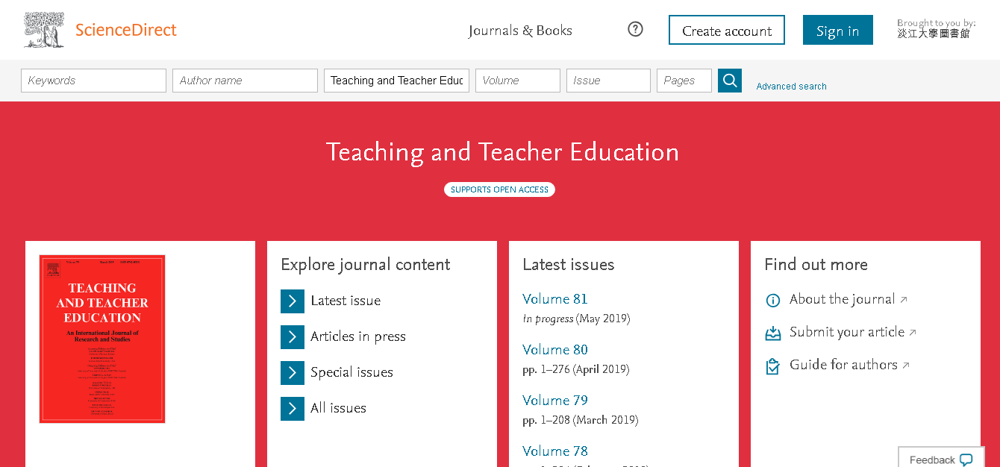 ScienceDirect
Journals & Books
Create account
Sign in
Brought to you by:
淡江大學圖書館
Keywords
Author name
Teaching and Teacher Educ
Volume
Issue
Pages
Advanced search
Teaching and Teacher Education
SUPPORTS OPEN ACCESS
TEACHING
AND TEACHER
EDUCATION
An International Journal of
Research and Studies
Explore journal content
Latest issue
Articles in press
Special issues
All issues
Latest issues
Volume 81
In progress (May 2019)
Volume 80
pp. 1–276 (April 2019)
Volume 79
pp. 1–208 (March 2019)
Volume 78
Find out more
About the journal
Submit your article
Guide for authors
Feedback